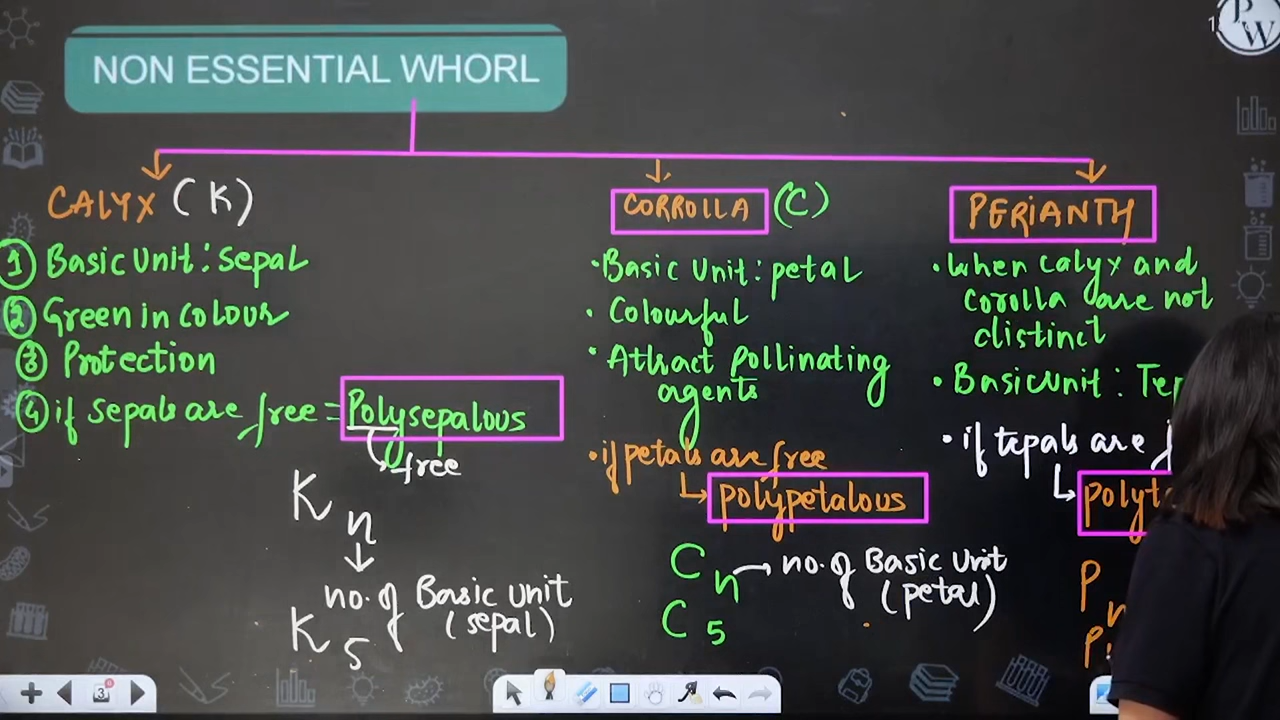 NON ESSENTIAL WHORL
PW
CALYX (K)
① Basic Unit: Sepal
② Green in colour
③ Protection
④ if sepals are free = Polysepalous
free
K n
no. of Basic Unit
(sepal)
K 5
CORROLLA (C)
• Basic Unit: petal
• Colourful
• Attract pollinating
agents
• if petals are free
polypetalous
C n no. of Basic Unit
(petal)
C 5
PERIANTH
• when calyx and
corolla are not
distinct
• Basic unit : Tep
• if tepals are
polyt
P n
P
3